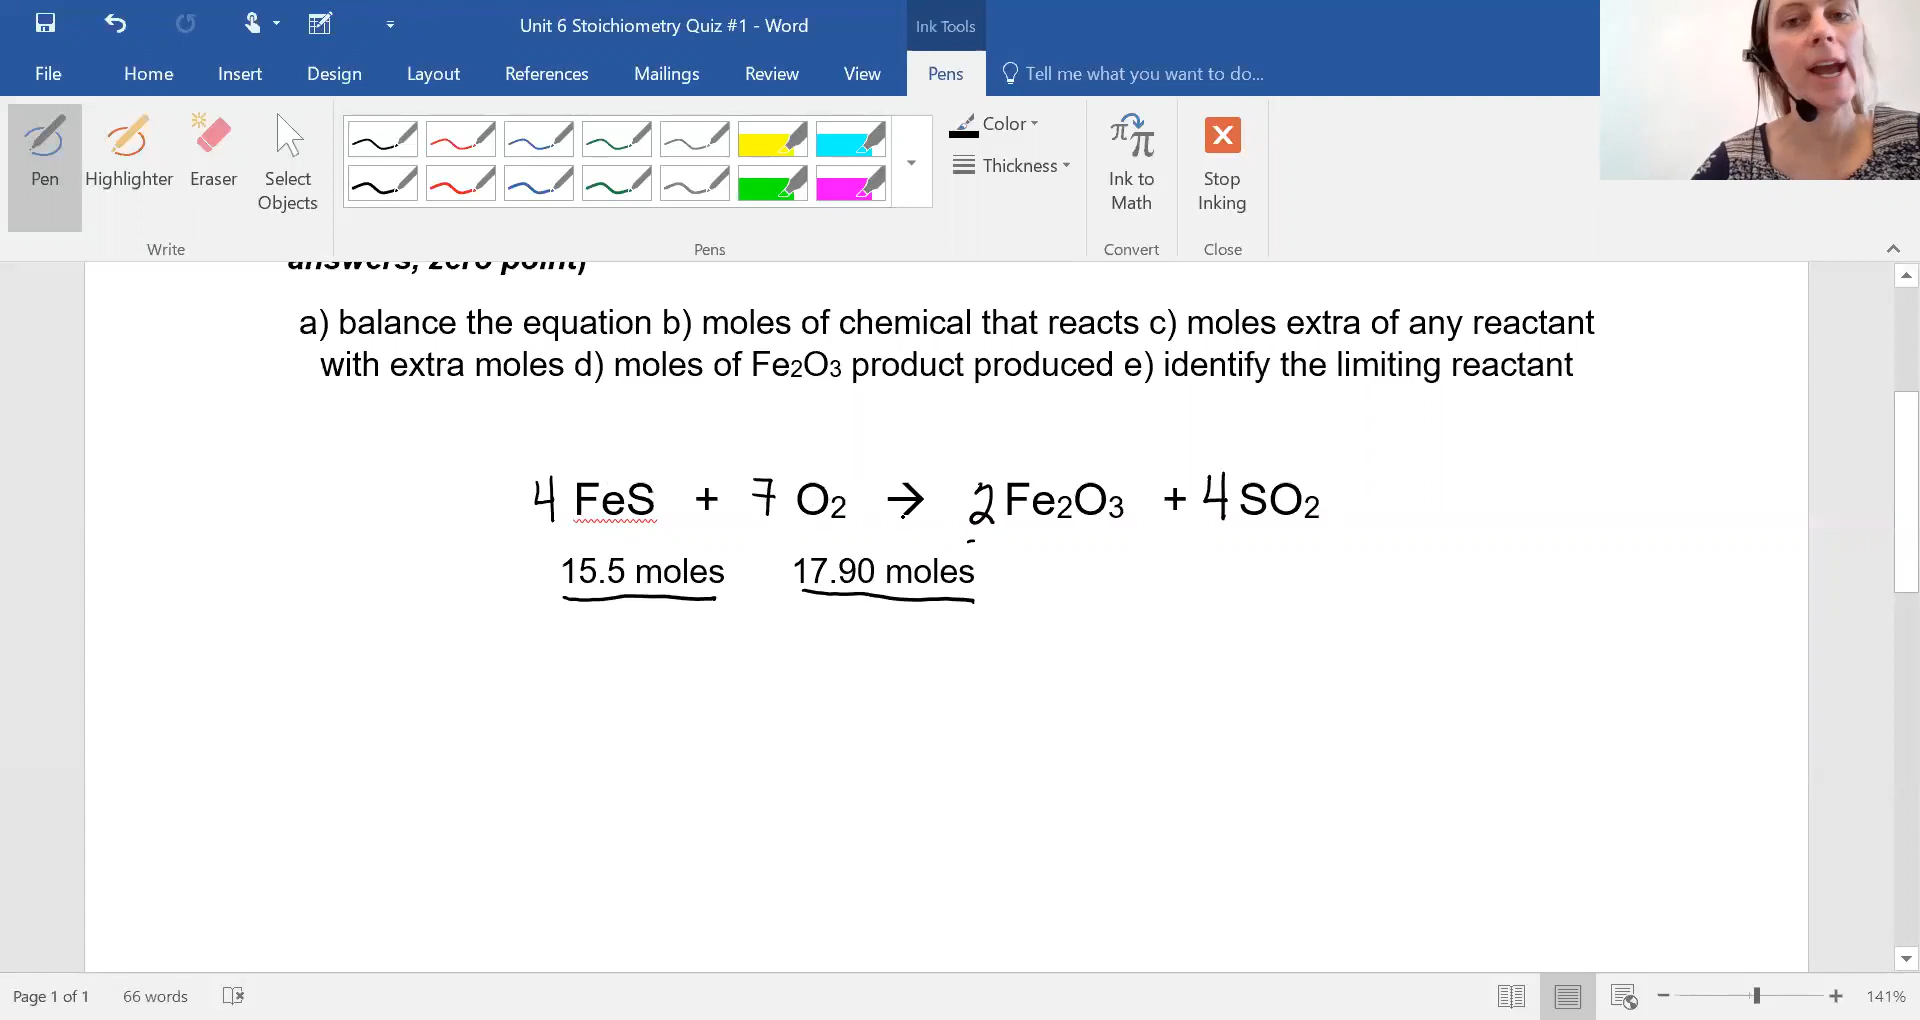 Unit 6 Stoichiometry Quiz #1 - Word
Ink Tools
File Home Insert Design Layout References Mailings Review View Pens Tell me what you want to do...
Pen Highlighter Eraser Select Objects
Color
Thickness
Ink to Math
Stop Inking
Write Pens Convert Close
answers, zero point)
a) balance the equation b) moles of chemical that reacts c) moles extra of any reactant
with extra moles d) moles of Fe2O3 product produced e) identify the limiting reactant
4 FeS + 7 O2 → 2 Fe2O3 + 4 SO2
15.5 moles 17.90 moles
Page 1 of 1 66 words 141%